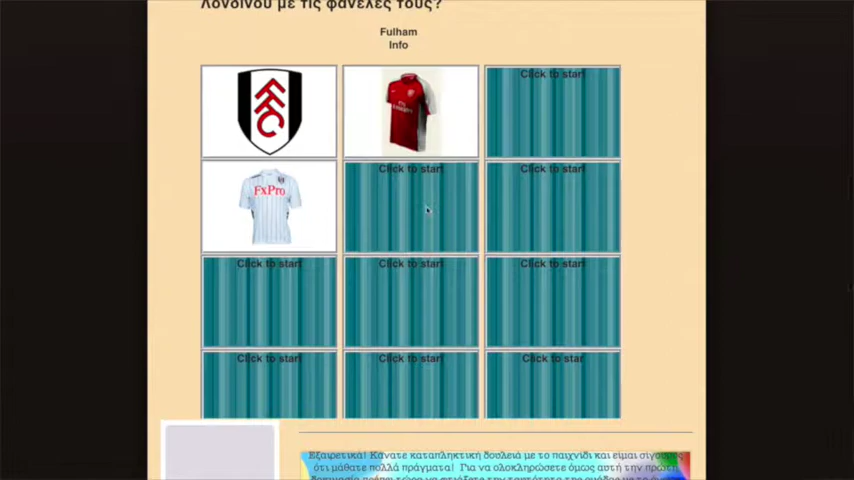 Λονδίνου με τις φανέλες τους?
Fulham
Info
Click to start
Click to start
Click to start
FxPro
Click to start
Click to start
Click to start
Click to start
Click to start
Click to start
Εξαιρετικά! Κάνατε καταπληκτική δουλειά με το παιχνίδι και είμαι σίγουρος
ότι μάθατε πολλά πράγματα! Για να ολοκληρώσετε όμως αυτή την πρώτη